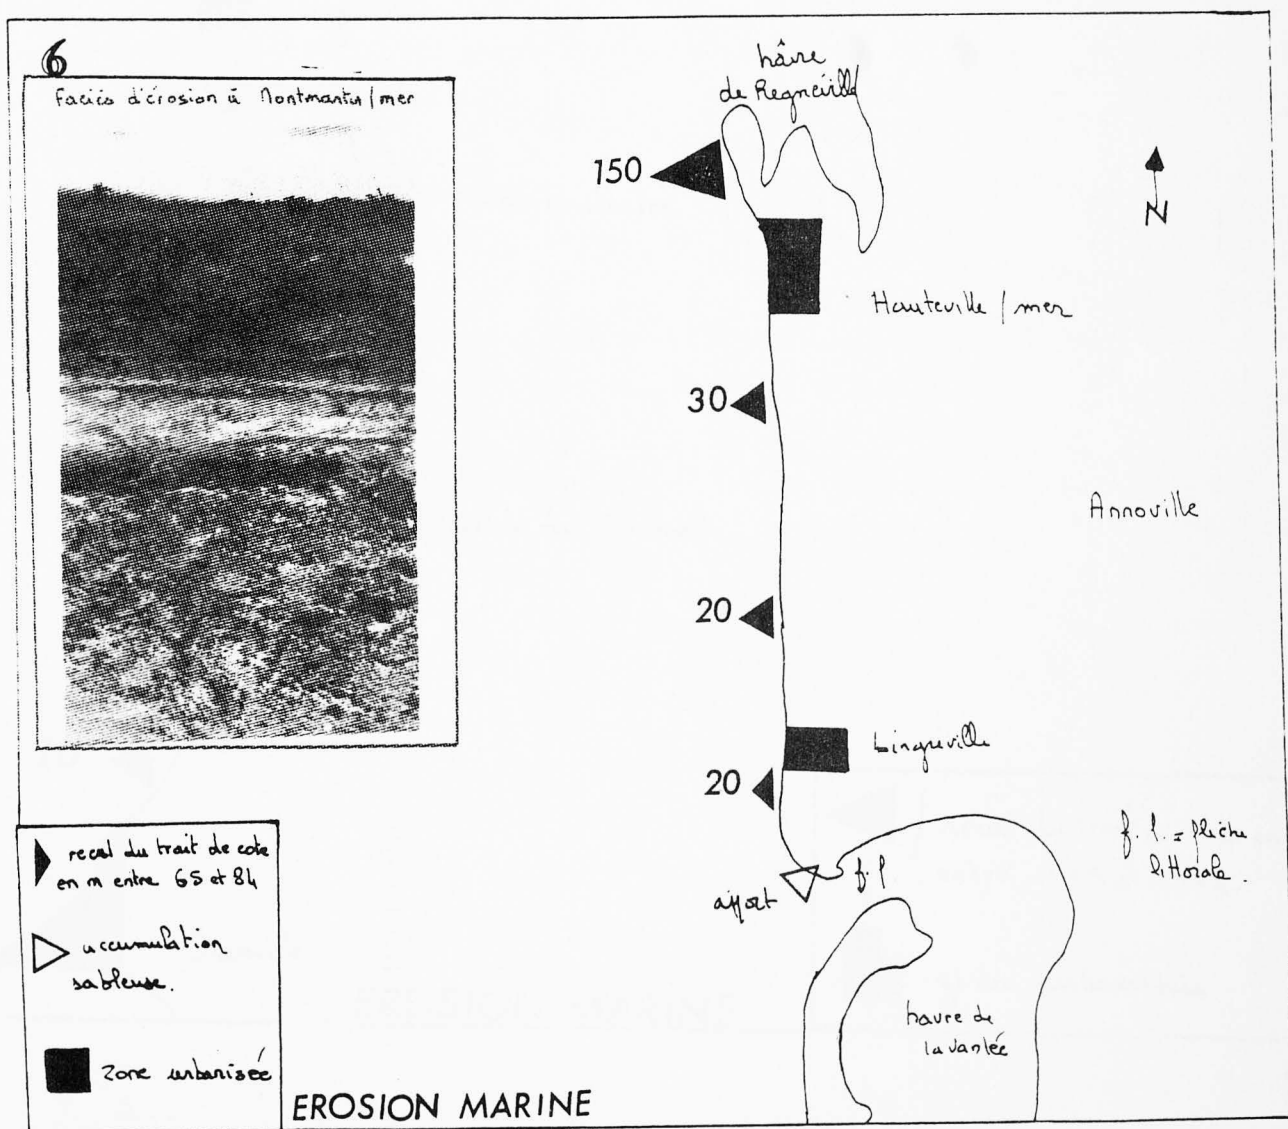 6
Faciès d'érosion à Montmartin / mer
hâvre
de Regnéville
150
N
Hauteville / mer
30
Annoville
20
Lingreville
20
f. l. = flèche
littorale.
f. l
apport
havre de
la vanlée
recul du trait de cote
en m entre 65 et 84
accumulation
sableuse.
Zone urbanisée
EROSION MARINE